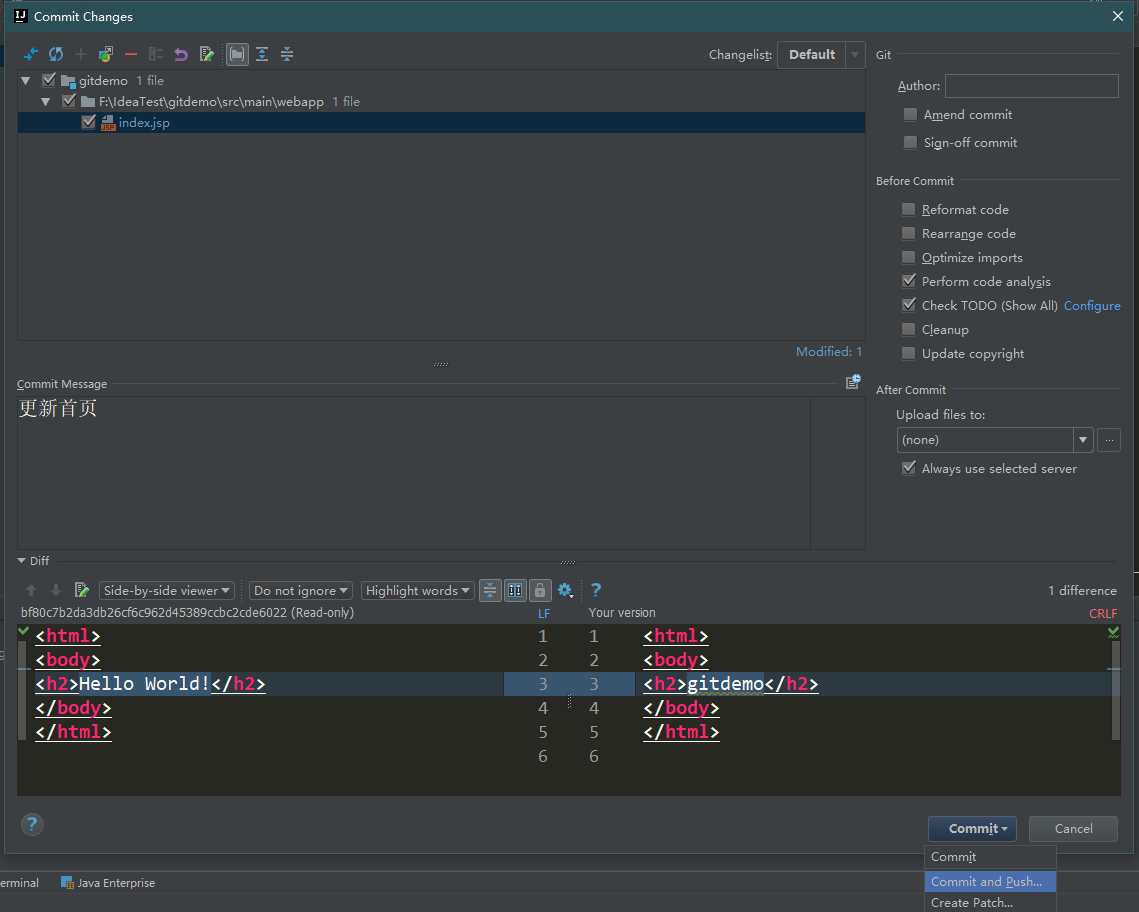 Commit Changes
Changelist: Default
gitdemo 1 file
F:\IdeaTest\gitdemo\src\main\webapp 1 file
index.jsp
Modified: 1
Git
Author:
Amend commit
Sign-off commit
Before Commit
Reformat code
Rearrange code
Optimize imports
Perform code analysis
Check TODO (Show All) Configure
Cleanup
Update copyright
Commit Message
更新首页
After Commit
Upload files to:
(none)
...
Always use selected server
Diff
Side-by-side viewer Do not ignore Highlight words ? 1 difference
bf80c7b2da3db26cf6c962d45389ccbc2cde6022 (Read-only) LF Your version CRLF
<html> 1 1 <html>
<body> 2 2 <body>
<h2>Hello World!</h2> 3 3 <h2>gitdemo</h2>
</body> 4 4 </body>
</html> 5 5 </html>
6 6
? Commit Cancel
Commit
Commit and Push...
Create Patch...
erminal Java Enterprise